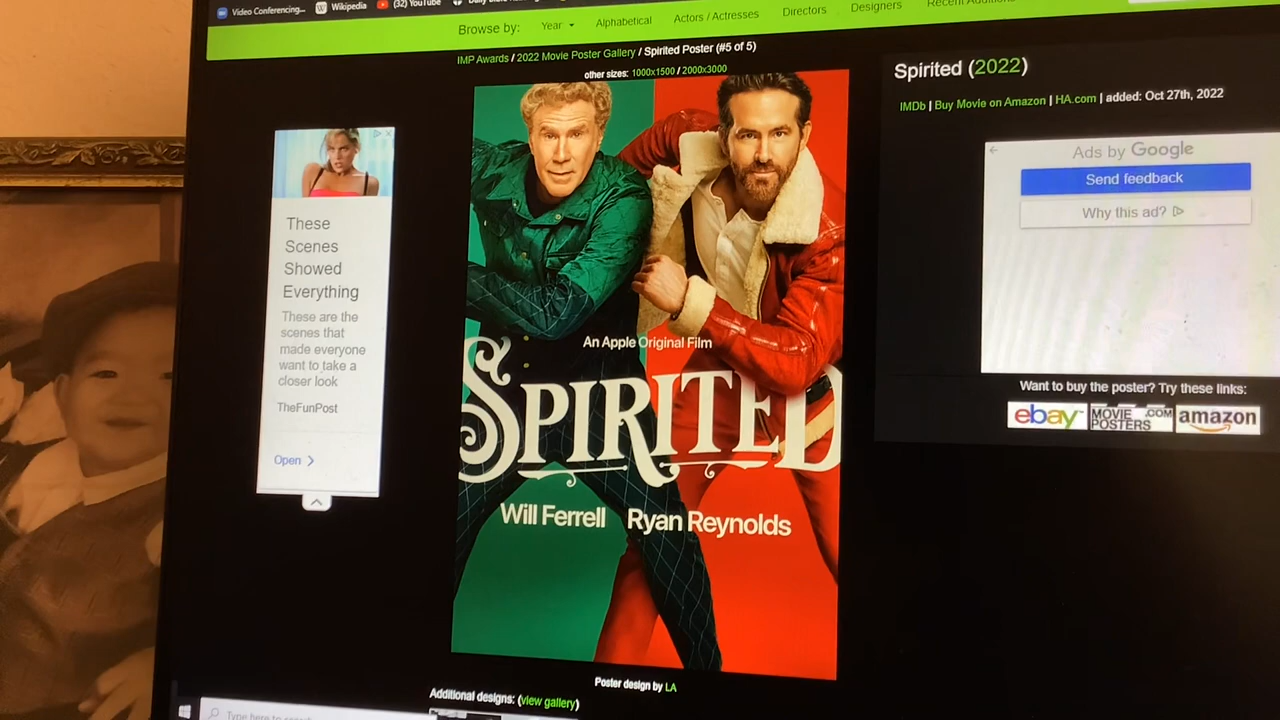 Video Conferencing...
Wikipedia
(32) YouTube
Browse by:
Year
Alphabetical
Actors / Actresses
Directors
Designers
Recent Additions
IMP Awards / 2022 Movie Poster Gallery / Spirited Poster (#5 of 5)
other sizes: 1000x1500 / 2000x3000
Spirited (2022)
IMDb | Buy Movie on Amazon | HA.com | added: Oct 27th, 2022
These
Scenes
Showed
Everything
These are the
scenes that
made everyone
want to take a
closer look
TheFunPost
Open
An Apple Original Film
SPIRITED
Will Ferrell Ryan Reynolds
Ads by Google
Send feedback
Why this ad?
Want to buy the poster? Try these links:
ebay
MOVIE .COM
POSTERS
amazon
Poster design by LA
Additional designs: (view gallery)
Type here to